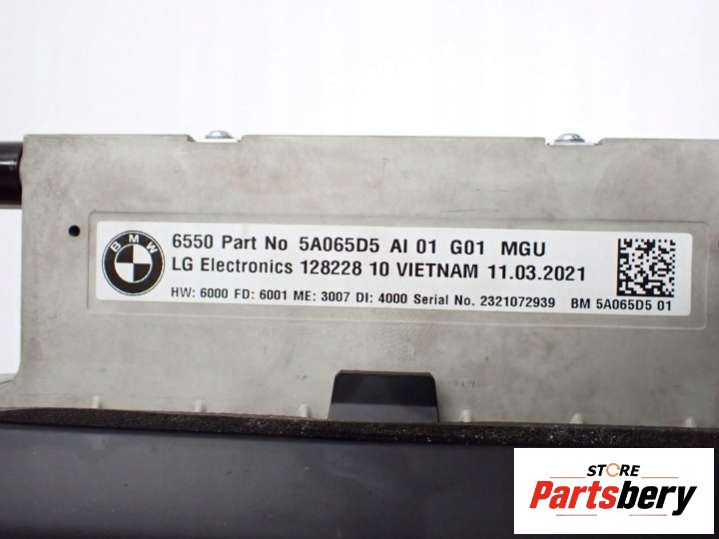 BMW
6550 Part No 5A065D5 AI 01 G01 MGU
LG Electronics 128228 10 VIETNAM 11.03.2021
HW: 6000 FD: 6001 ME: 3007 DI: 4000 Serial No. 2321072939 BM 5A065D5 01
STORE
Partsbery